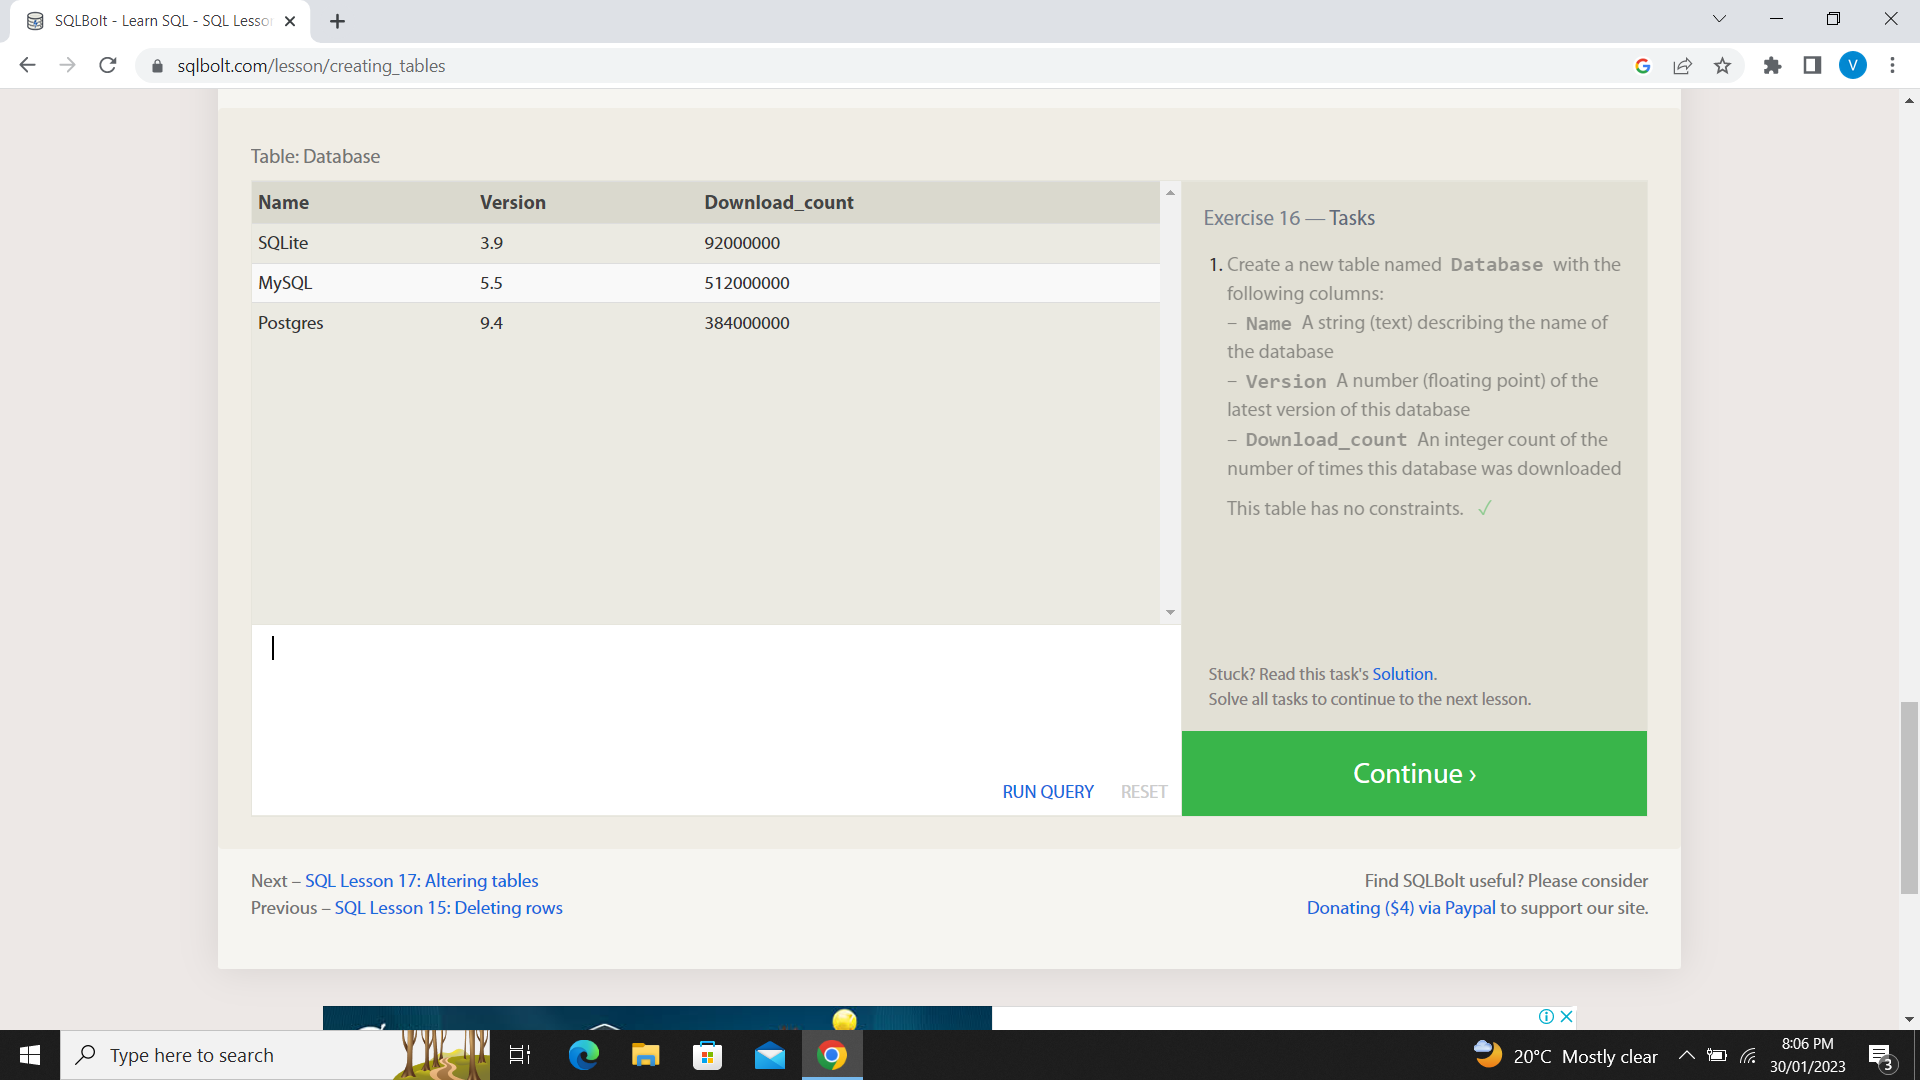 SQLBolt - Learn SQL - SQL Lesso
sqlbolt.com/lesson/creating_tables
V
Table: Database
Name Version Download_count
SQLite 3.9 92000000
MySQL 5.5 512000000
Postgres 9.4 384000000
Exercise 16 — Tasks
1. Create a new table named Database with the
following columns:
– Name A string (text) describing the name of
the database
– Version A number (floating point) of the
latest version of this database
– Download_count An integer count of the
number of times this database was downloaded
This table has no constraints. ✓
Stuck? Read this task's Solution.
Solve all tasks to continue to the next lesson.
RUN QUERY RESET
Continue ›
Next – SQL Lesson 17: Altering tables
Previous – SQL Lesson 15: Deleting rows
Find SQLBolt useful? Please consider
Donating ($4) via Paypal to support our site.
Type here to search
20°C Mostly clear
8:06 PM
30/01/2023
3